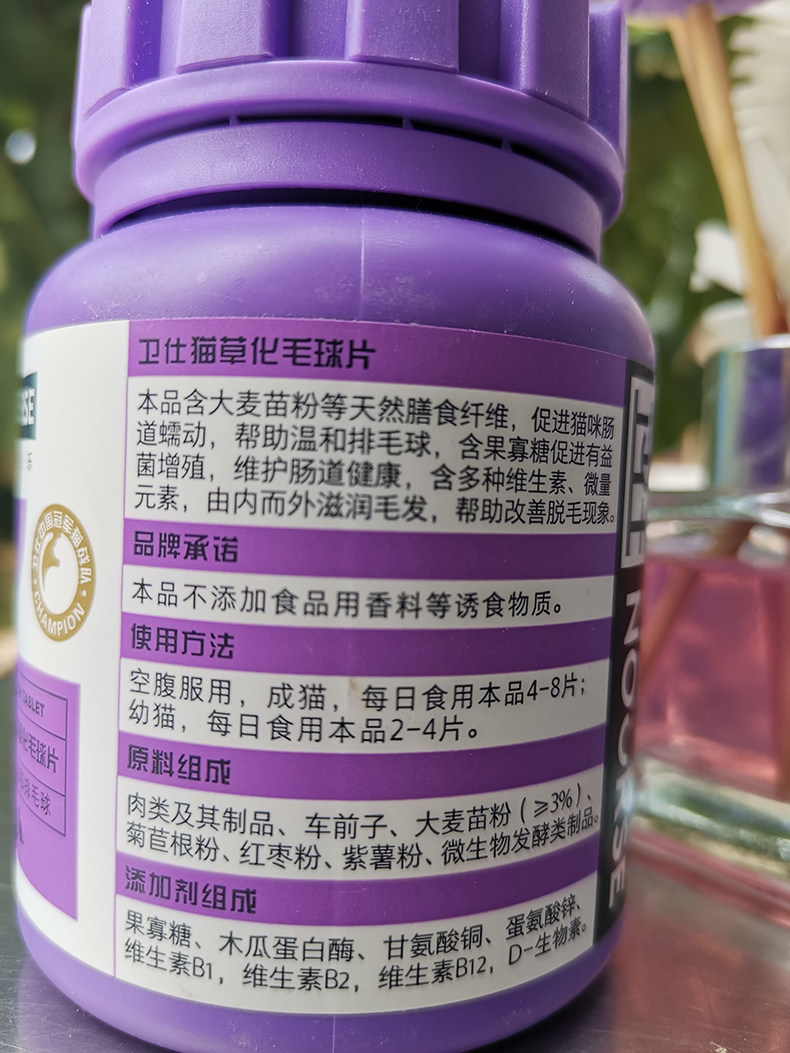 卫仕猫草化毛球片
本品含大麦苗粉等天然膳食纤维，促进猫咪肠
道蠕动，帮助温和排毛球，含果寡糖促进有益
菌增殖，维护肠道健康，含多种维生素、微量
元素，由内而外滋润毛发，帮助改善脱毛现象。
品牌承诺
本品不添加食品用香料等诱食物质。
使用方法
空腹服用，成猫，每日食用本品4-8片；
幼猫，每日食用本品2-4片。
原料组成
肉类及其制品、车前子、大麦苗粉（≥3%）、
菊苣根粉、红枣粉、紫薯粉、微生物发酵类制品。
添加剂组成
果寡糖、木瓜蛋白酶、甘氨酸铜、蛋氨酸锌、
维生素B1，维生素B2，维生素B12，D-生物素。
NOURSE
CHAMPION
TABLET
化毛球片
毛球